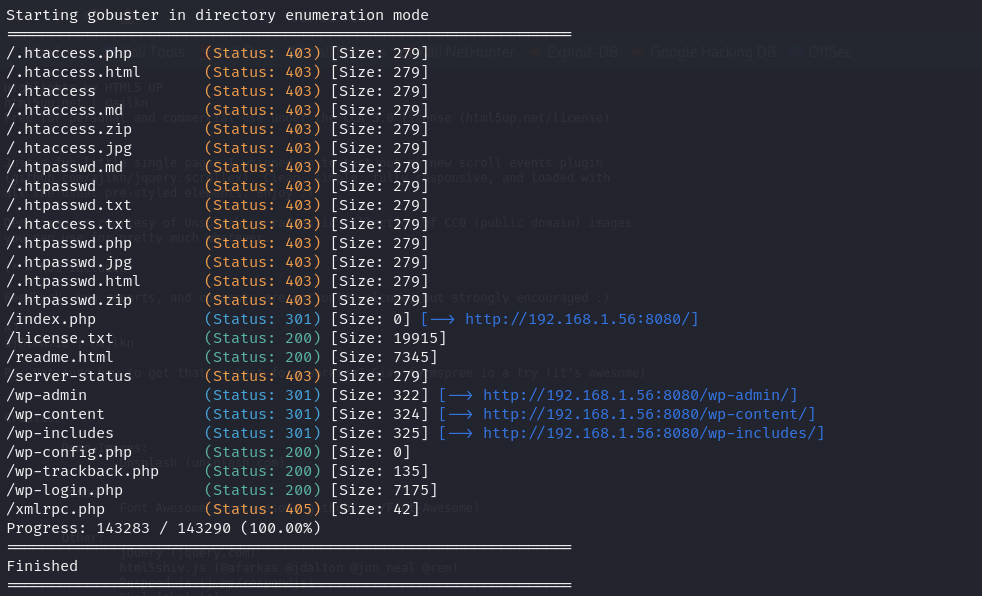 Starting gobuster in directory enumeration mode
===============================================================
/.htaccess.php (Status: 403) [Size: 279]
/.htaccess.html (Status: 403) [Size: 279]
/.htaccess (Status: 403) [Size: 279]
/.htaccess.md (Status: 403) [Size: 279]
/.htaccess.zip (Status: 403) [Size: 279]
/.htaccess.jpg (Status: 403) [Size: 279]
/.htpasswd.md (Status: 403) [Size: 279]
/.htpasswd (Status: 403) [Size: 279]
/.htpasswd.txt (Status: 403) [Size: 279]
/.htaccess.txt (Status: 403) [Size: 279]
/.htpasswd.php (Status: 403) [Size: 279]
/.htpasswd.jpg (Status: 403) [Size: 279]
/.htpasswd.html (Status: 403) [Size: 279]
/.htpasswd.zip (Status: 403) [Size: 279]
/index.php (Status: 301) [Size: 0] [--> http://192.168.1.56:8080/]
/license.txt (Status: 200) [Size: 19915]
/readme.html (Status: 200) [Size: 7345]
/server-status (Status: 403) [Size: 279]
/wp-admin (Status: 301) [Size: 322] [--> http://192.168.1.56:8080/wp-admin/]
/wp-content (Status: 301) [Size: 324] [--> http://192.168.1.56:8080/wp-content/]
/wp-includes (Status: 301) [Size: 325] [--> http://192.168.1.56:8080/wp-includes/]
/wp-config.php (Status: 200) [Size: 0]
/wp-trackback.php (Status: 200) [Size: 135]
/wp-login.php (Status: 200) [Size: 7175]
/xmlrpc.php (Status: 405) [Size: 42]
Progress: 143283 / 143290 (100.00%)
===============================================================
Finished
===============================================================